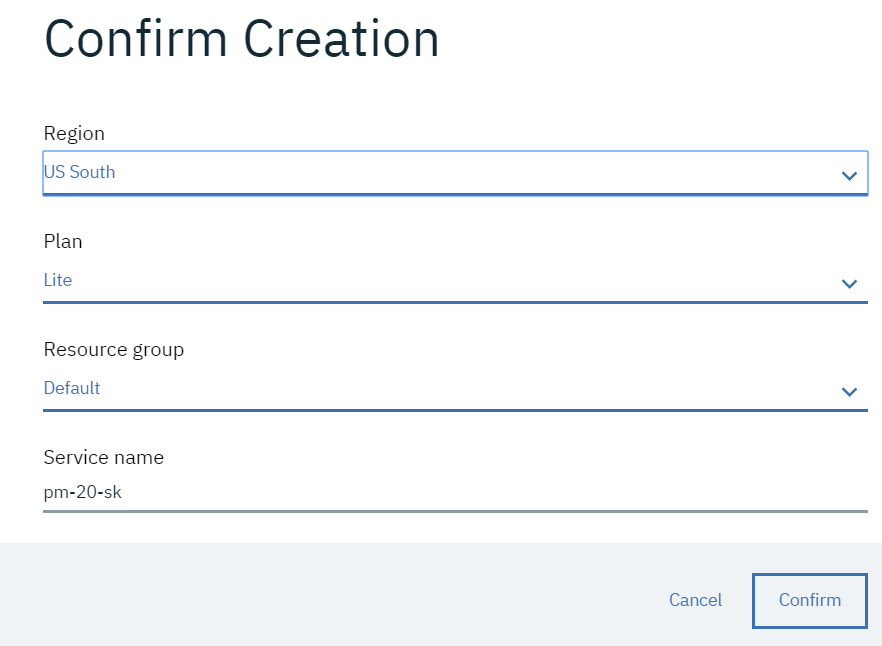 Confirm Creation
Region
US South
Plan
Lite
Resource group
Default
Service name
pm-20-sk
Cancel
Confirm